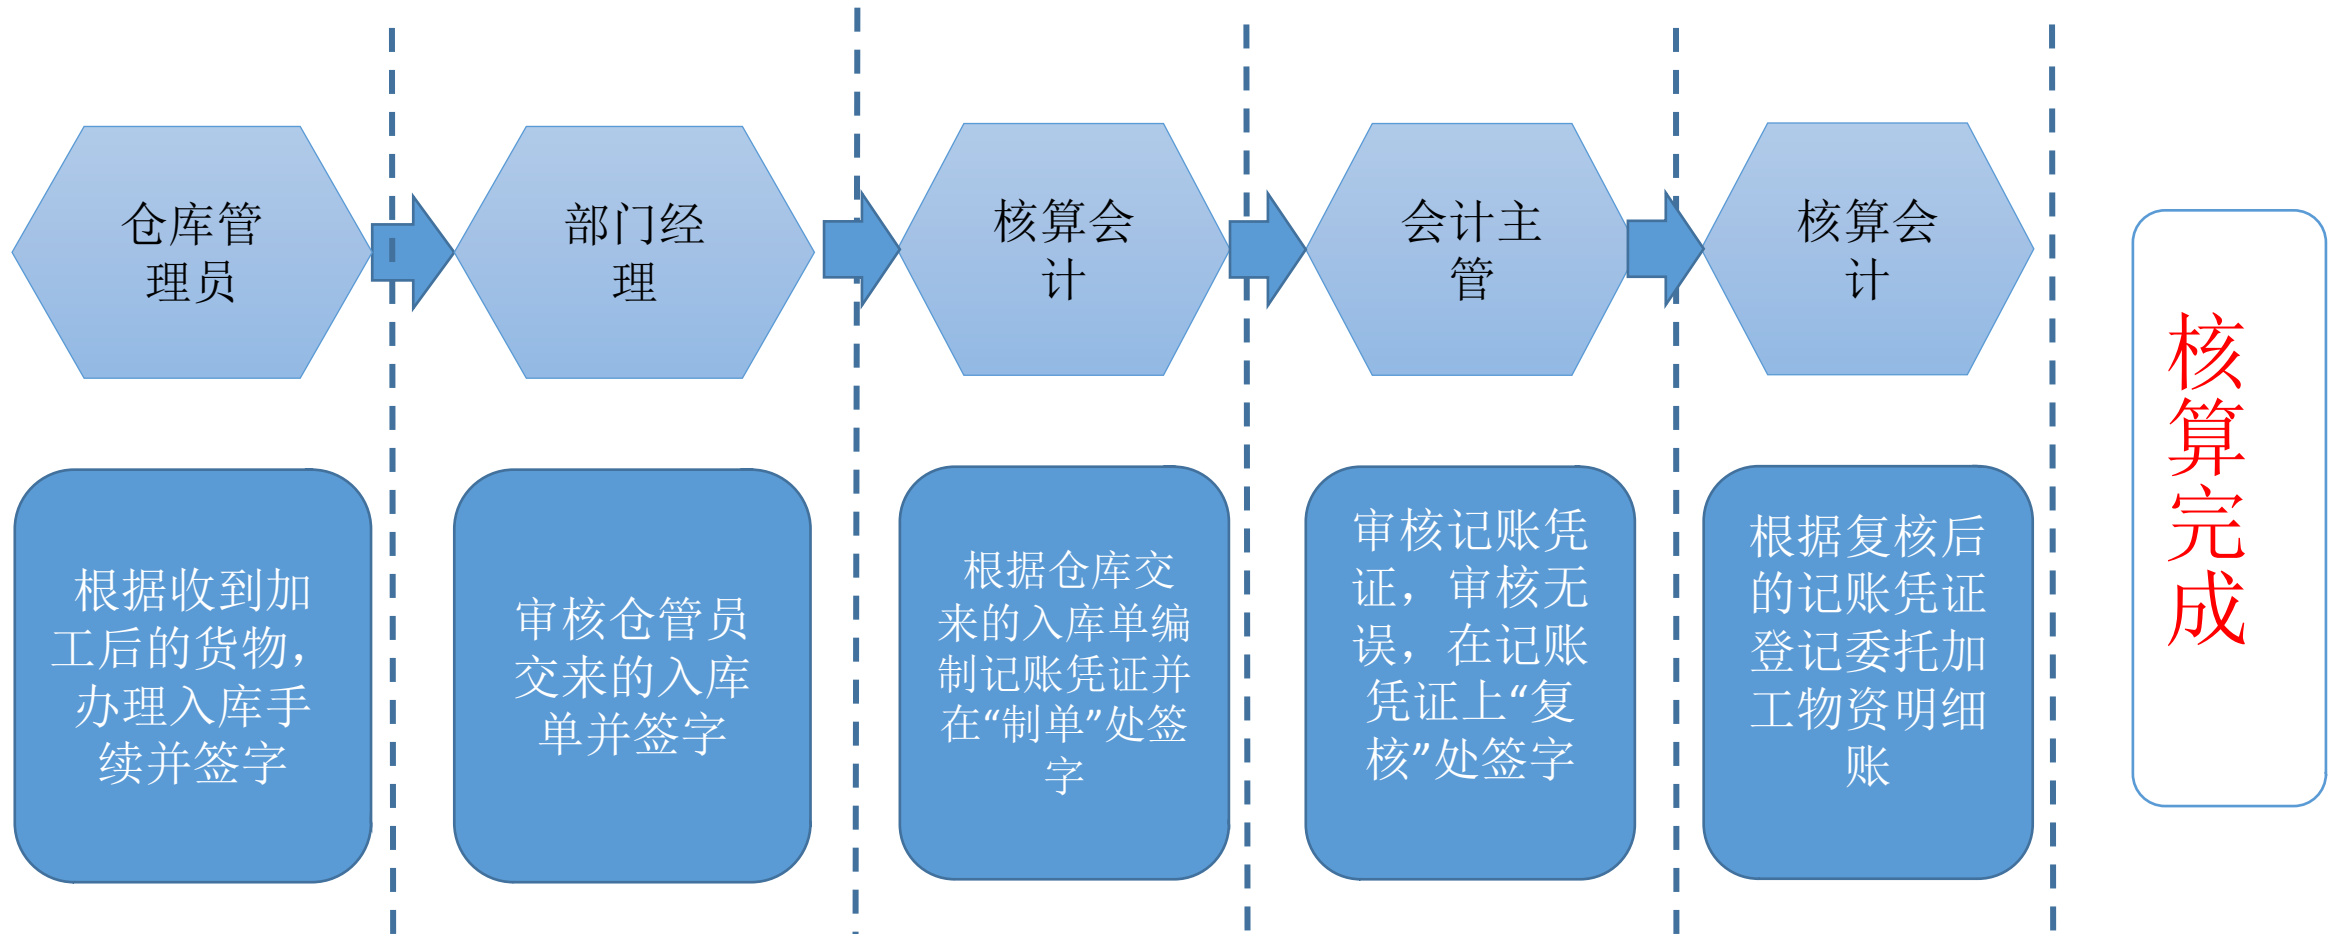 仓库管
理员
部门经
理
核算会
计
会计主
管
核算会
计
根据收到加
工后的货物，
办理入库手
续并签字
审核仓管员
交来的入库
单并签字
根据仓库交
来的入库单编
制记账凭证并
在“制单”处签
字
审核记账凭
证，审核无
误，在记账
凭证上“复
核”处签字
根据复核后
的记账凭证
登记委托加
工物资明细
账
核算完成